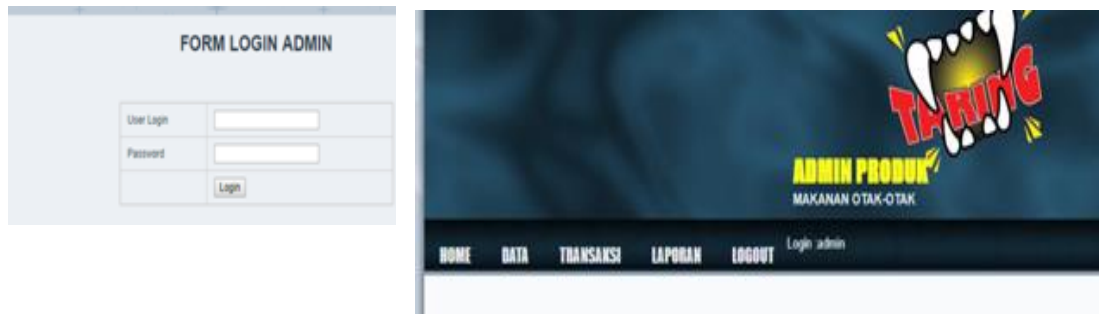 FORM LOGIN ADMIN
User Login
Password
Login
TARING
ADMIN PRODUK
MAKANAN OTAK-OTAK
HOME DATA TRANSAKSI LAPORAN LOGOUT Login admin